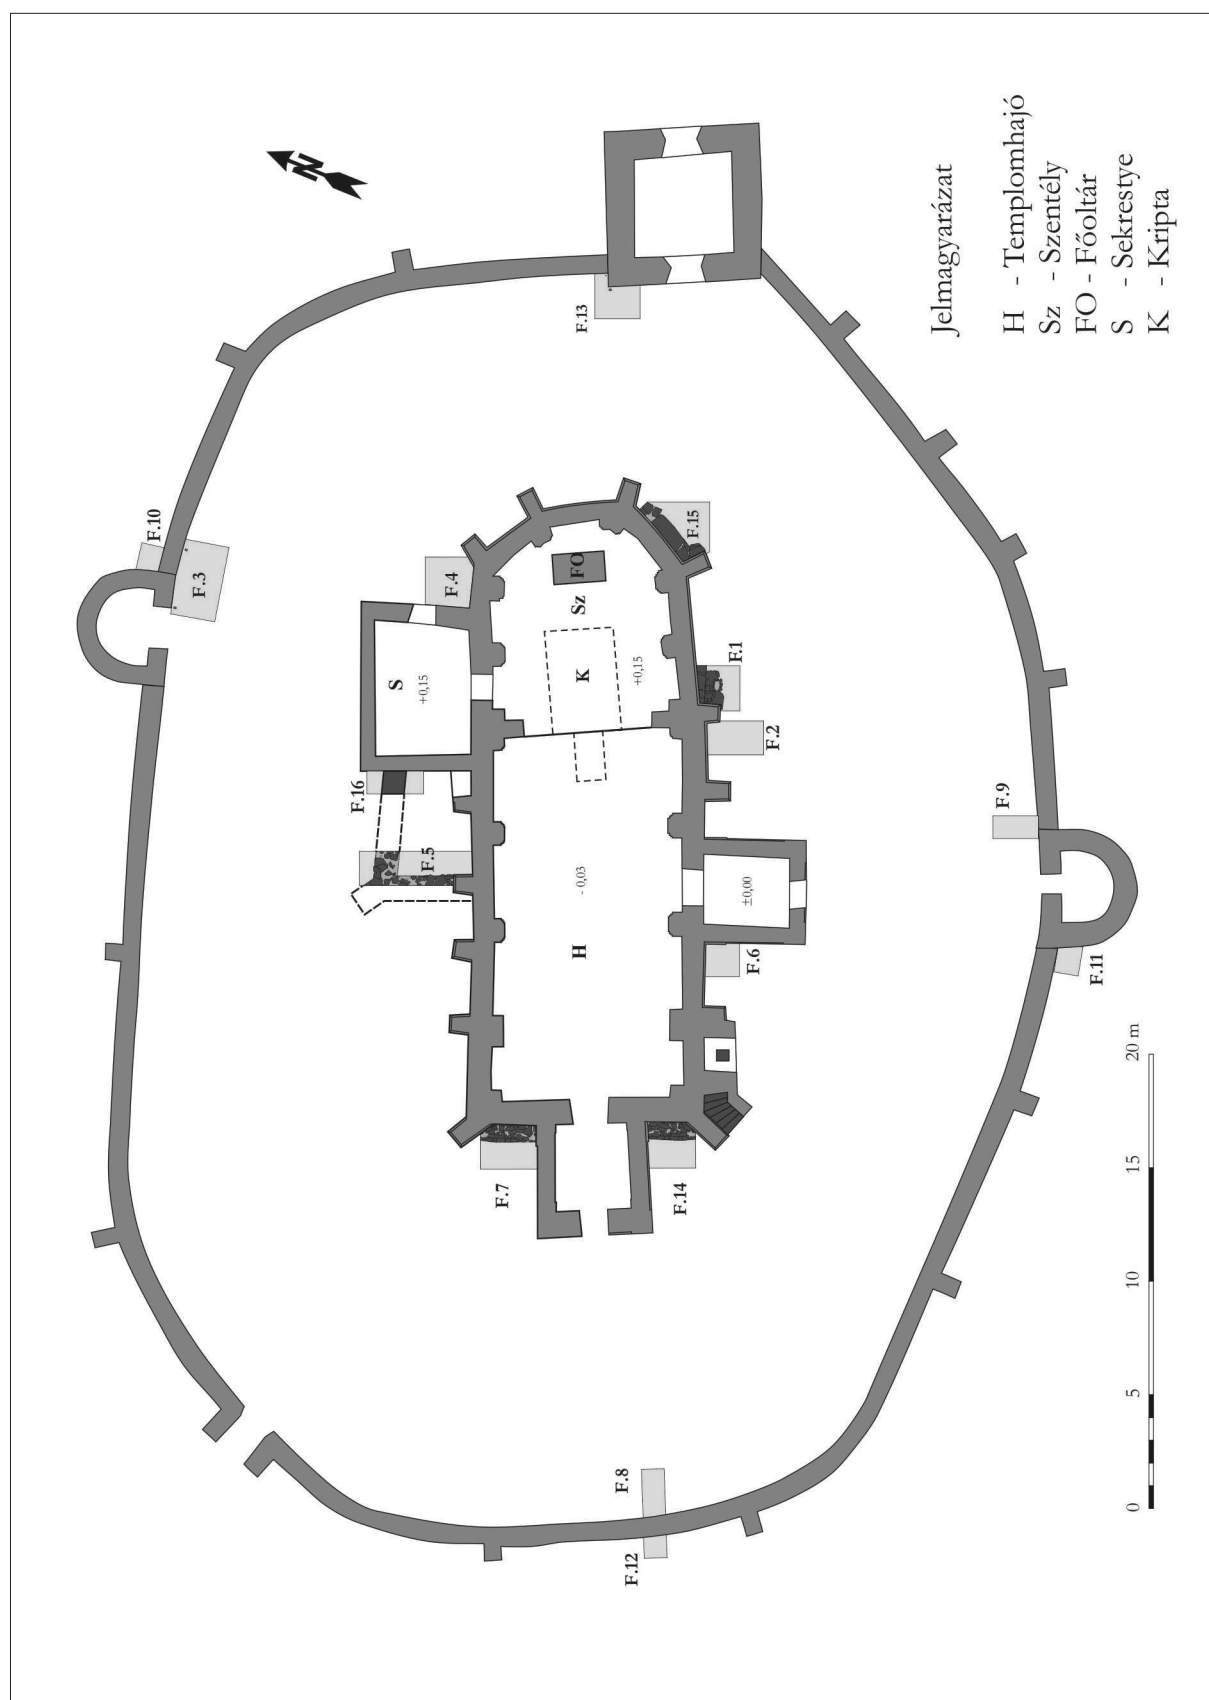 N
F.10
F.3
F.13
F.4
F.15
FO
Sz
S
+0,15
K
+0,15
F.1
F.2
F.16
F.5
F.9
- 0,03
±0,00
H
F.6
F.11
F.7
F.14
F.8
F.12
Jelmagyarázat
H - Templomhajó
Sz - Szentély
FO - Főoltár
S - Sekrestye
K - Kripta
0 5 10 15 20 m